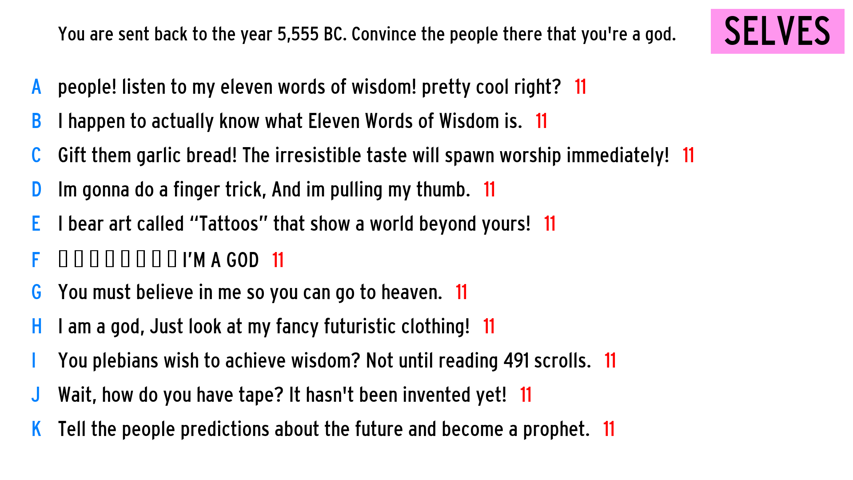 You are sent back to the year 5,555 BC. Convince the people there that you're a god.
SELVES
A people! listen to my eleven words of wisdom! pretty cool right? 11
B I happen to actually know what Eleven Words of Wisdom is. 11
C Gift them garlic bread! The irresistible taste will spawn worship immediately! 11
D Im gonna do a finger trick, And im pulling my thumb. 11
E I bear art called “Tattoos” that show a world beyond yours! 11
F I’M A GOD 11
G You must believe in me so you can go to heaven. 11
H I am a god, Just look at my fancy futuristic clothing! 11
I You plebians wish to achieve wisdom? Not until reading 491 scrolls. 11
J Wait, how do you have tape? It hasn't been invented yet! 11
K Tell the people predictions about the future and become a prophet. 11